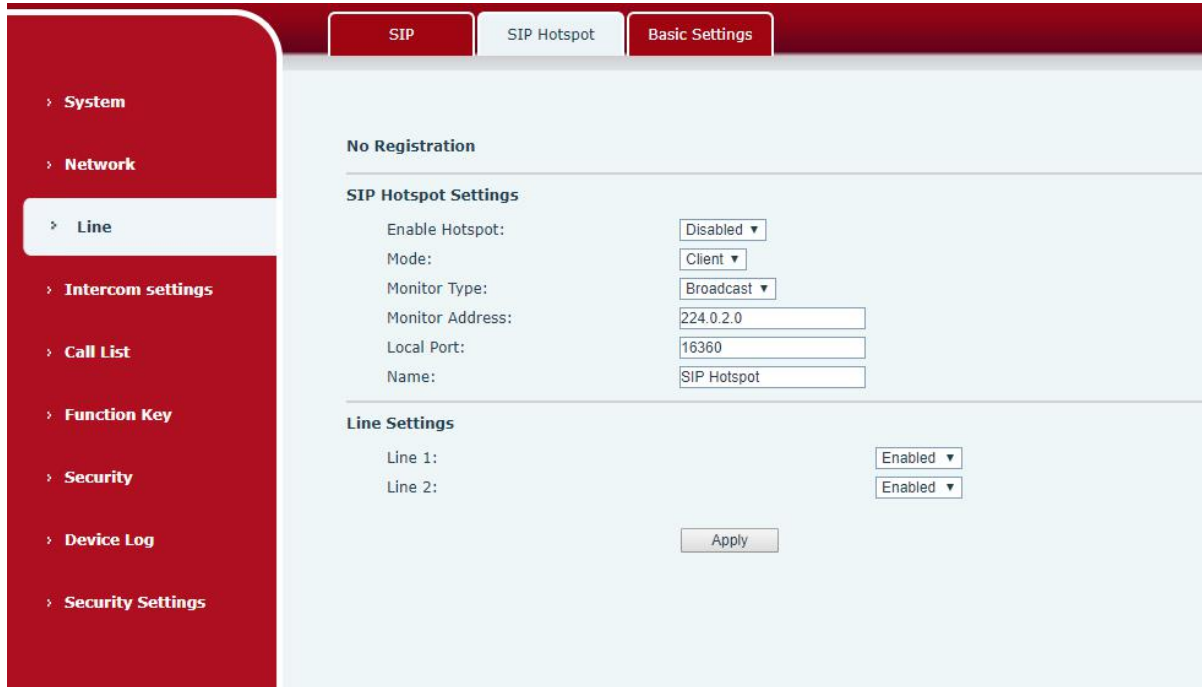 SIP
SIP Hotspot
Basic Settings
System
Network
Line
Intercom settings
Call List
Function Key
Security
Device Log
Security Settings
No Registration
SIP Hotspot Settings
Enable Hotspot: Disabled
Mode: Client
Monitor Type: Broadcast
Monitor Address: 224.0.2.0
Local Port: 16360
Name: SIP Hotspot
Line Settings
Line 1: Enabled
Line 2: Enabled
Apply